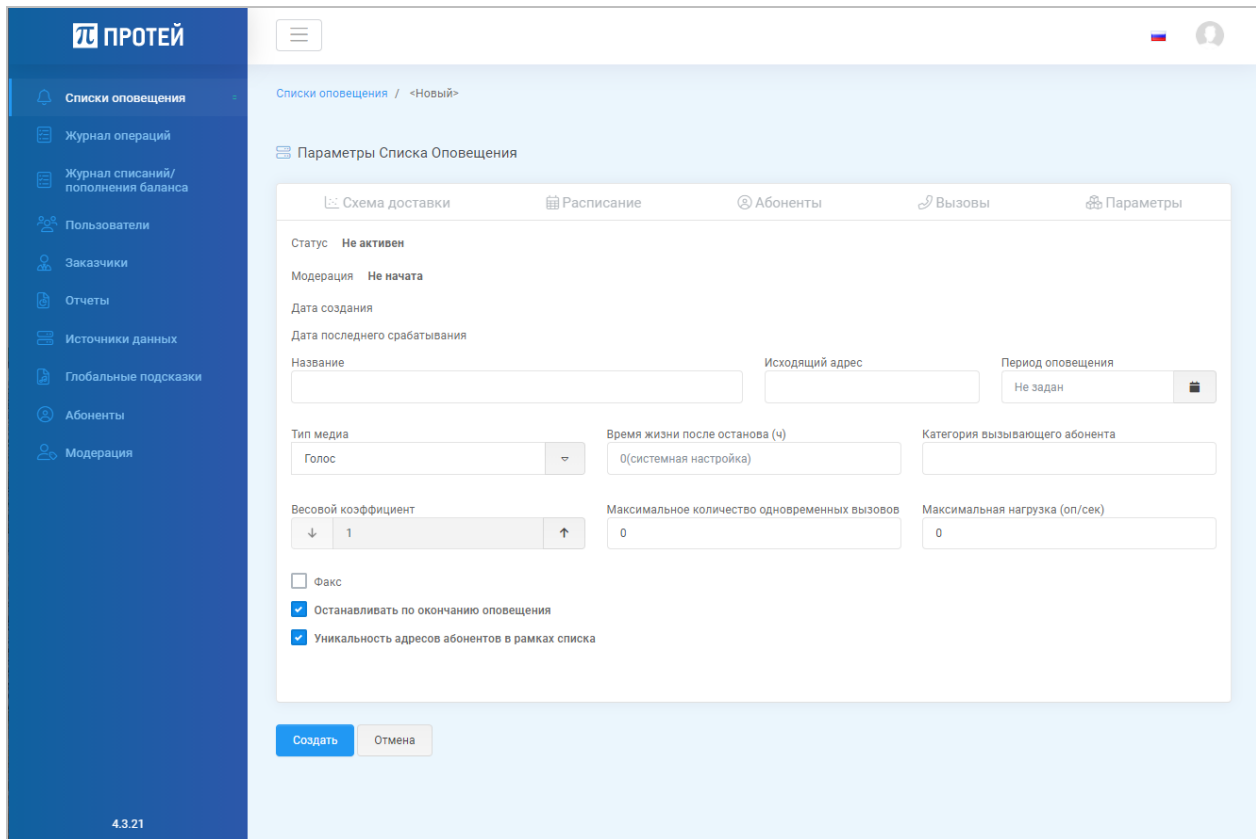 ПРОТЕЙ
Списки оповещения
Журнал операций
Журнал списаний/
пополнения баланса
Пользователи
Заказчики
Отчеты
Источники данных
Глобальные подсказки
Абоненты
Модерация
4.3.21
Списки оповещения / <Новый>
Параметры Списка Оповещения
Схема доставки Расписание Абоненты Вызовы Параметры
Статус Не активен
Модерация Не начата
Дата создания
Дата последнего срабатывания
Название Исходящий адрес Период оповещения
Не задан
Тип медиа Время жизни после останова (ч) Категория вызывающего абонента
Голос 0(системная настройка)
Весовой коэффициент Максимальное количество одновременных вызовов Максимальная нагрузка (оп/сек)
1 0 0
Факс
Останавливать по окончанию оповещения
Уникальность адресов абонентов в рамках списка
Создать Отмена